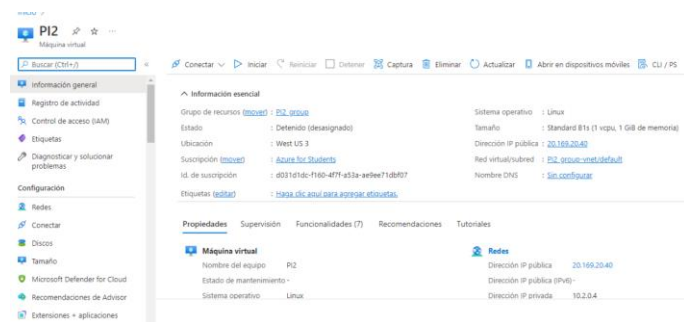 PI2
Máquina virtual
Buscar (Ctrl+/)
Conectar Iniciar Reiniciar Detener Captura Eliminar Actualizar Abrir en dispositivos móviles CLI / PS
Información general
Registro de actividad
Control de acceso (IAM)
Etiquetas
Diagnosticar y solucionar
problemas
Configuración
Redes
Conectar
Discos
Tamaño
Microsoft Defender for Cloud
Recomendaciones de Advisor
Extensiones + aplicaciones
Información esencial
Grupo de recursos (mover) : PI2_group
Estado : Detenido (desasignado)
Ubicación : West US 3
Suscripción (mover) : Azure for Students
Id. de suscripción : d031d1dc-f160-4f7f-a53a-ae9ee71dbf07
Etiquetas (editar) : Haga clic aquí para agregar etiquetas.
Sistema operativo : Linux
Tamaño : Standard B1s (1 vcpu, 1 GiB de memoria)
Dirección IP pública : 20.169.20.40
Red virtual/subred : PI2_group-vnet/default
Nombre DNS : Sin configurar
Propiedades Supervisión Funcionalidades (7) Recomendaciones Tutoriales
Máquina virtual
Nombre del equipo PI2
Estado de mantenimiento -
Sistema operativo Linux
Redes
Dirección IP pública 20.169.20.40
Dirección IP pública (IPv6) -
Dirección IP privada 10.2.0.4